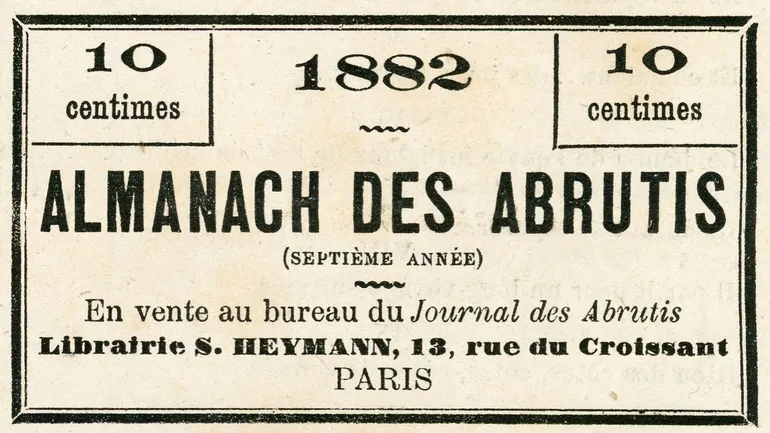 10
centimes
1882
10
centimes
ALMANACH DES ABRUTIS
(SEPTIÈME ANNÉE)
En vente au bureau du Journal des Abrutis
Librairie S. HEYMANN, 13, rue du Croissant
PARIS